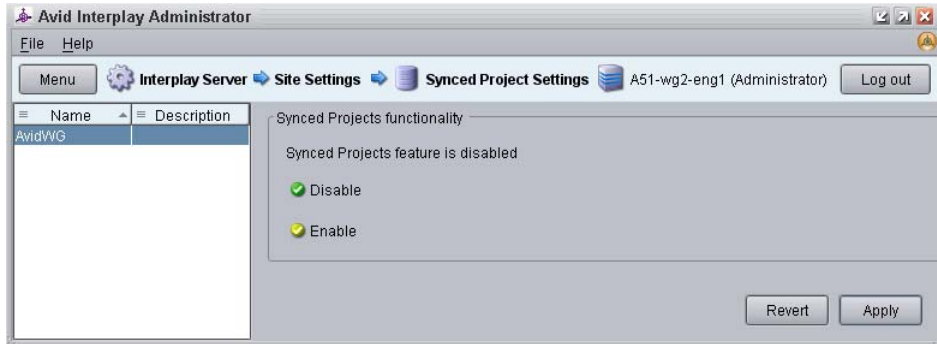 Avid Interplay Administrator
File Help
Menu Interplay Server Site Settings Synced Project Settings A51-wg2-eng1 (Administrator) Log out
Name Description
AvidWG
Synced Projects functionality
Synced Projects feature is disabled
Disable
Enable
Revert Apply